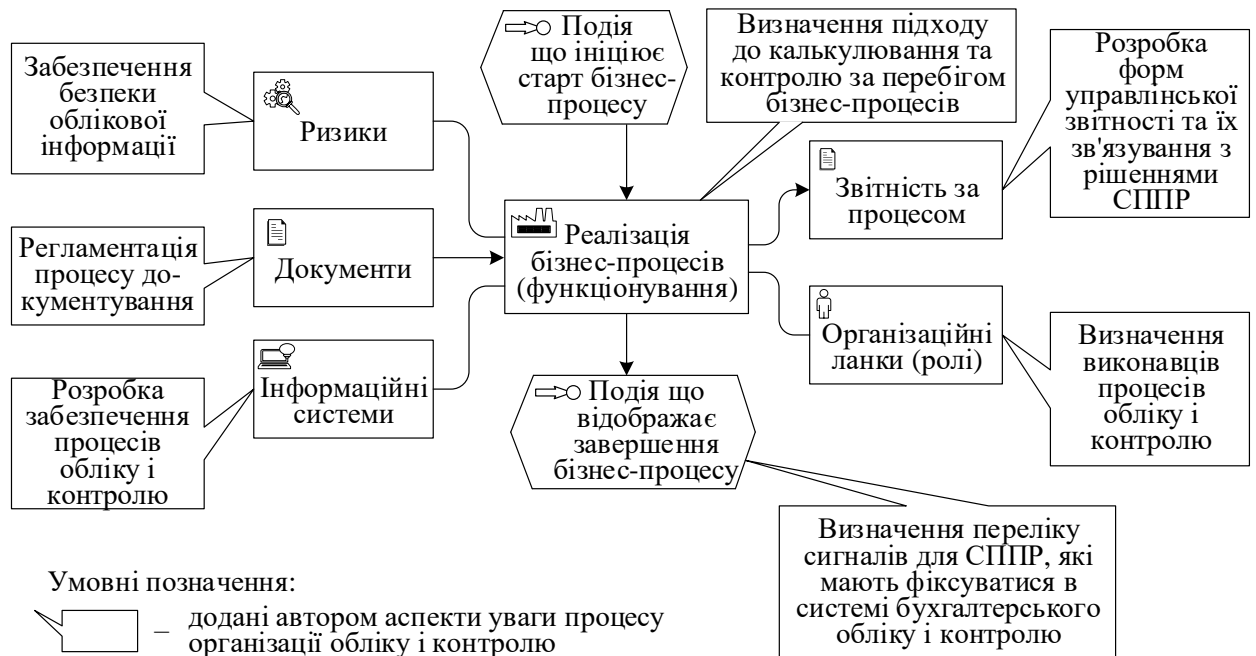 Забезпечення
безпеки
облікової
інформації
Ризики
Подія
що ініціює
старт бізнес-
процесу
Визначення підходу
до калькулювання та
контролю за перебігом
бізнес-процесів
Розробка
форм
управлінської
звітності та їх
зв'язування з
рішеннями
СППР
Звітність за
процесом
Регламентація
процесу до-
кументування
Документи
Реалізація
бізнес-процесів
(функціонування)
Організаційні
ланки (ролі)
Визначення
виконавців
процесів
обліку і
контролю
Розробка
забезпечення
процесів
обліку і
контролю
Інформаційні
системи
Подія що
відображає
завершення
бізнес-процесу
Визначення переліку
сигналів для СППР, які
мають фіксуватися в
системі бухгалтерського
обліку і контролю
Умовні позначення:
– додані автором аспекти уваги процесу
організації обліку і контролю